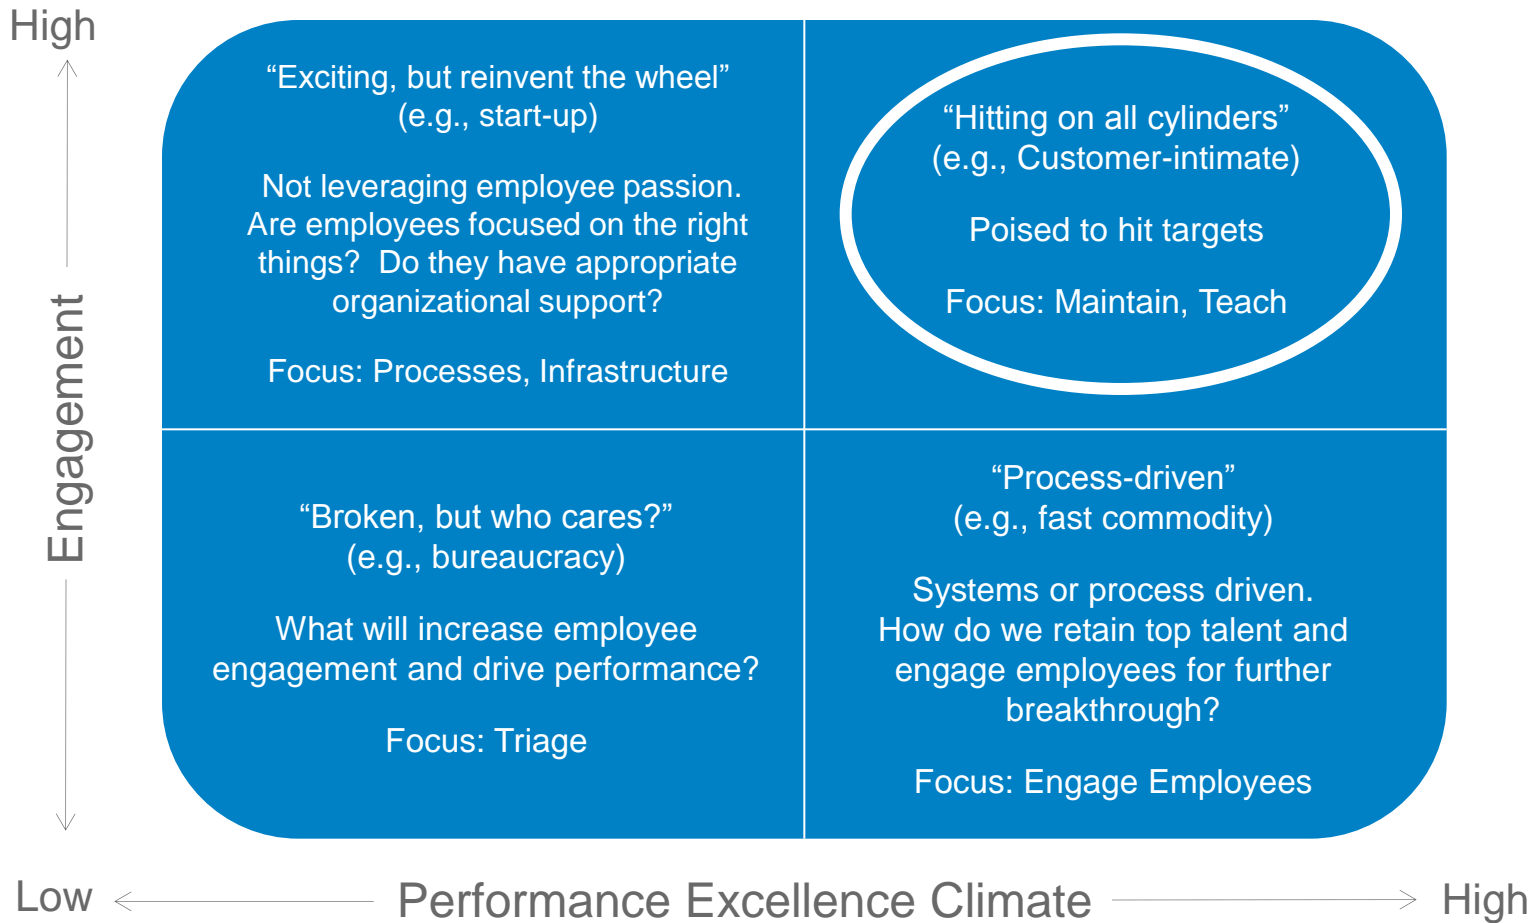 High
“Exciting, but reinvent the wheel”
(e.g., start-up)
Not leveraging employee passion.
Are employees focused on the right
things?  Do they have appropriate
organizational support?
Focus: Processes, Infrastructure
“Hitting on all cylinders”
(e.g., Customer-intimate)
Poised to hit targets
Focus: Maintain, Teach
Engagement
“Broken, but who cares?”
(e.g., bureaucracy)
What will increase employee
engagement and drive performance?
Focus: Triage
“Process-driven”
(e.g., fast commodity)
Systems or process driven.
How do we retain top talent and
engage employees for further
breakthrough?
Focus: Engage Employees
Low
Performance Excellence Climate
High